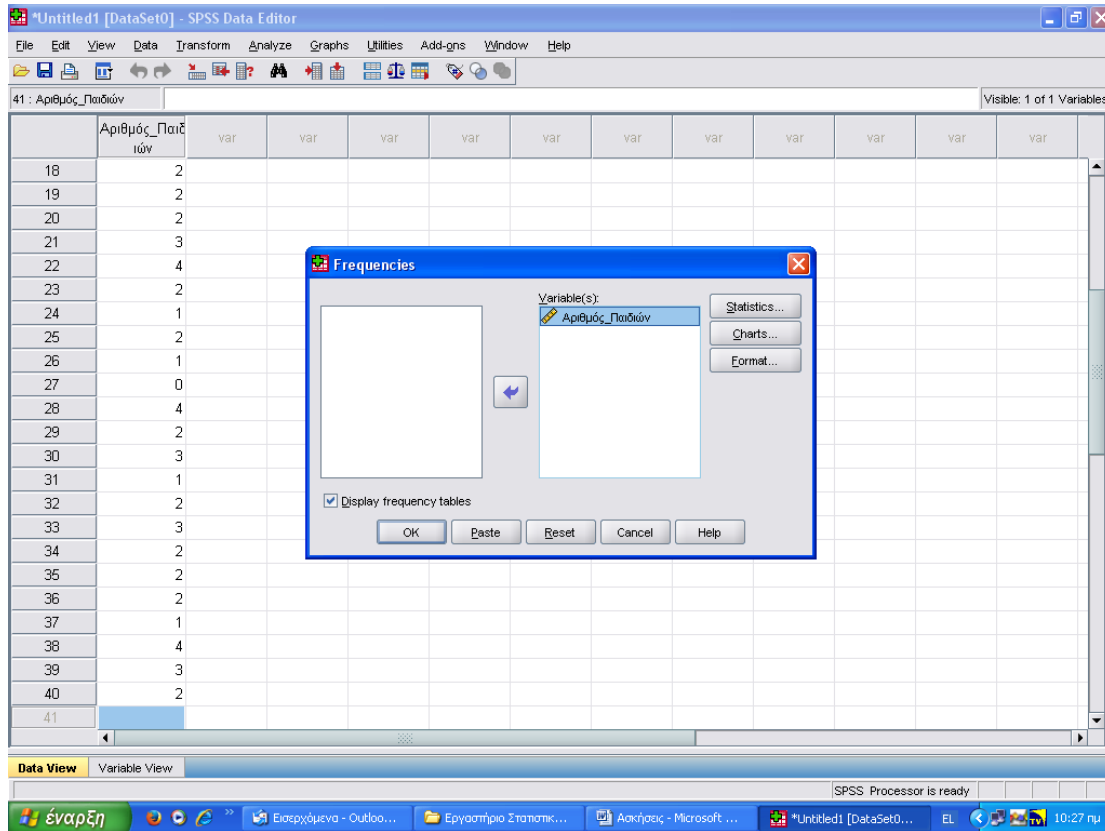 *Untitled1 [DataSet0] - SPSS Data Editor
File Edit View Data Transform Analyze Graphs Utilities Add-ons Window Help
41 : Αριθμός_Παιδιών
Visible: 1 of 1 Variables
Αριθμός_Παιδ var var var var var var var var var var
ιών
18 2
19 2
20 2
21 3
22 4
23 2
24 1
25 2
26 1
27 0
28 4
29 2
30 3
31 1
32 2
33 3
34 2
35 2
36 2
37 1
38 4
39 3
40 2
41
Frequencies
Variable(s):
Αριθμός_Παιδιών
Statistics...
Charts...
Format...
Display frequency tables
OK Paste Reset Cancel Help
Data View Variable View
SPSS Processor is ready
έναρξη » Εισερχόμενα - Outloo... Εργαστήριο Στατιστικ... Ασκήσεις - Microsoft ... *Untitled1 [DataSet0... EL 10:27 πμ